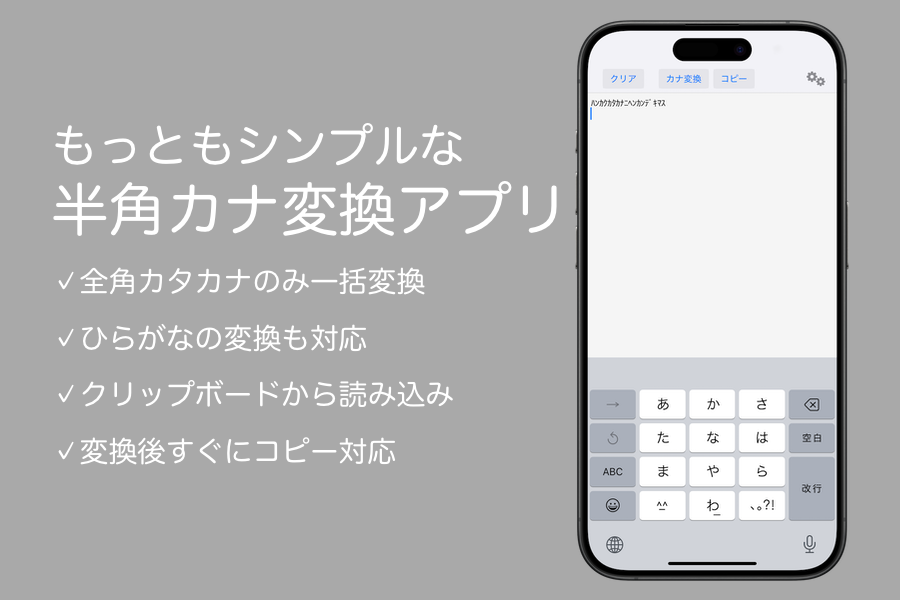 もっともシンプルな
半角カナ変換アプリ
✓全角カタカナのみ一括変換
✓ひらがなの変換も対応
✓クリップボードから読み込み
✓変換後すぐにコピー対応
クリア カナ変換 コピー
ﾊﾝｶｸｶﾀｶﾅﾆﾍﾝｶﾝﾃﾞｷﾏｽ
→ あ か さ
た な は 空白
ABC ま や ら 改行
^^ わ 、。?!